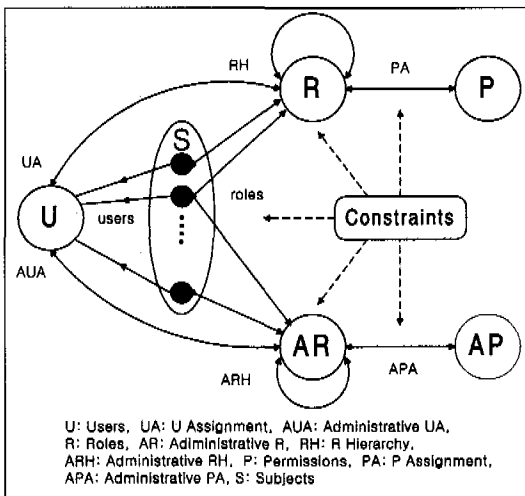 RH
R
PA
P
S
UA
U
users
roles
Constraints
AUA
AR
AP
ARH
APA
U: Users, UA: U Assignment, AUA: Administrative UA,
R: Roles, AR: Adiministrative R, RH: R Hierarchy,
ARH: Administrative RH, P: Permissions, PA: P Assignment,
APA: Administrative PA, S: Subjects